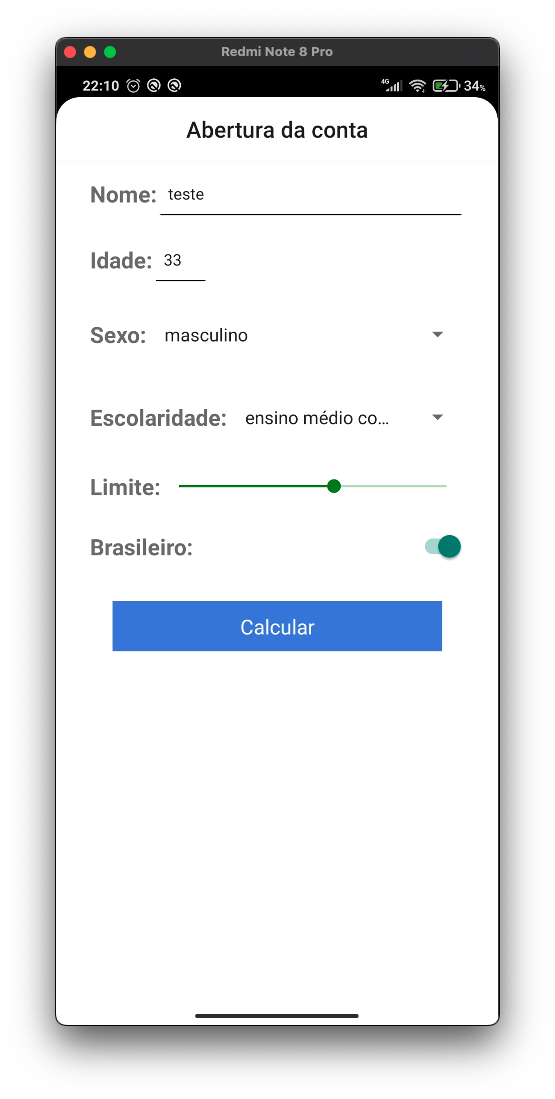 Redmi Note 8 Pro
22:10 4G 34%
Abertura da conta
Nome: teste
Idade: 33
Sexo: masculino
Escolaridade: ensino médio co...
Limite:
Brasileiro:
Calcular